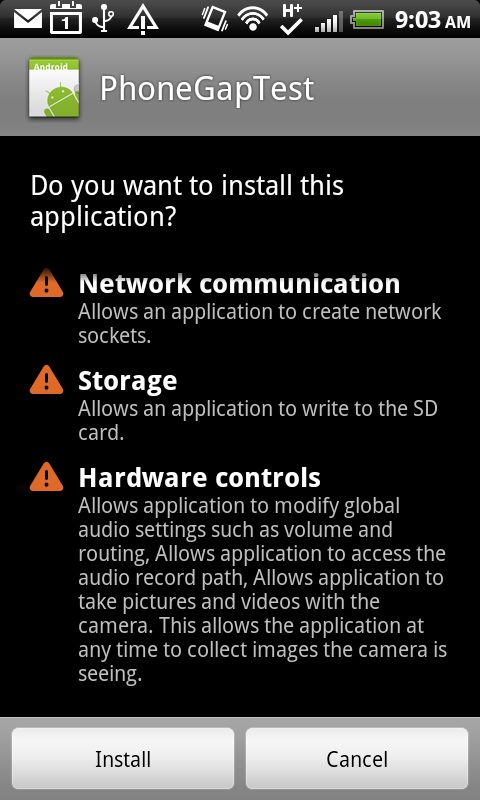 H+
1
9:03 AM
Android
PhoneGapTest
Do you want to install this
application?
Network communication
Allows an application to create network
sockets.
Storage
Allows an application to write to the SD
card.
Hardware controls
Allows application to modify global
audio settings such as volume and
routing, Allows application to access the
audio record path, Allows application to
take pictures and videos with the
camera. This allows the application at
any time to collect images the camera is
seeing.
Install
Cancel